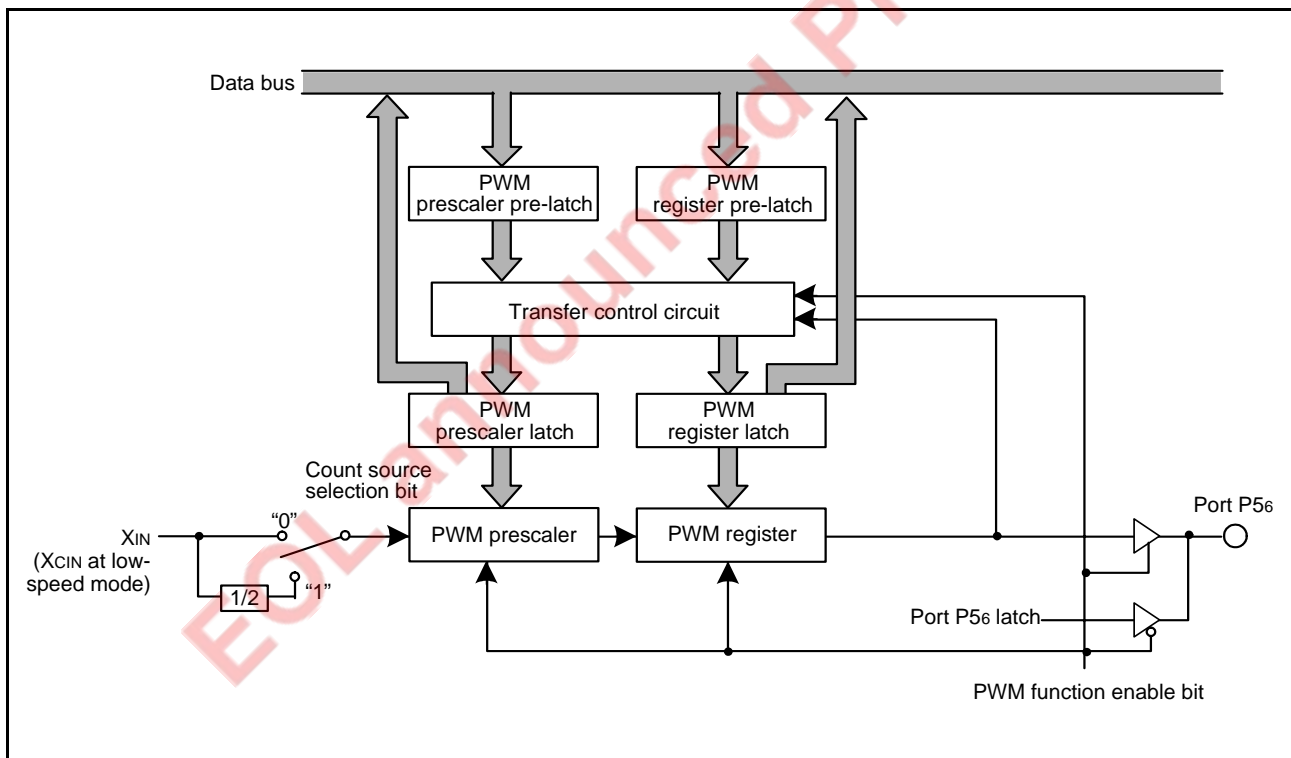 EOL announced Pr
Data bus
PWM
prescaler pre-latch
PWM
register pre-latch
Transfer control circuit
PWM
prescaler latch
PWM
register latch
Count source
selection bit
Port P56
XIN
(XCIN at low-
speed mode)
“0”
“1”
1/2
PWM prescaler
PWM register
Port P56 latch
PWM function enable bit